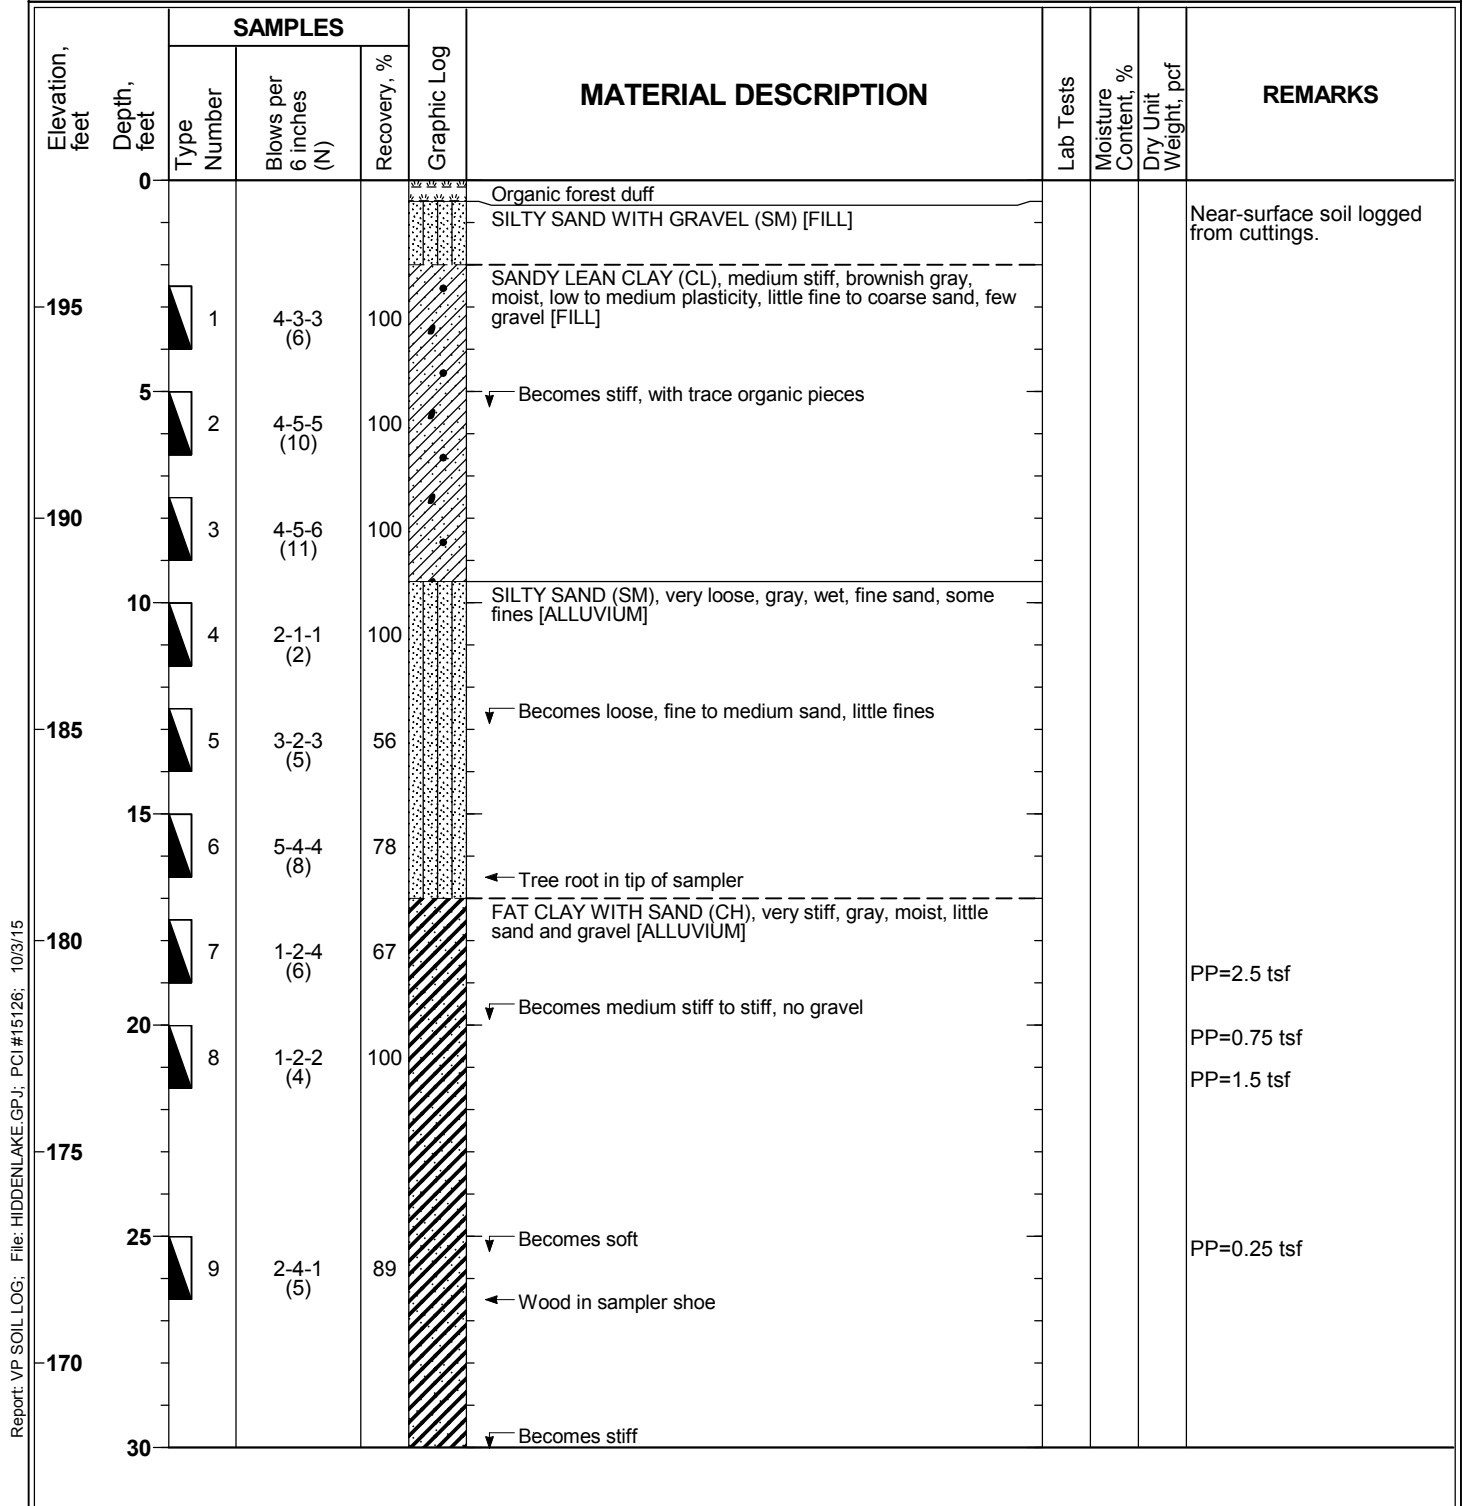 SAMPLES
Elevation,
feet
Depth,
feet
Type
Number
Blows per
6 inches
(N)
Recovery, %
Graphic Log
MATERIAL DESCRIPTION
Lab Tests
Moisture
Content, %
Dry Unit
Weight, pcf
REMARKS
0
Organic forest duff
SILTY SAND WITH GRAVEL (SM) [FILL]
Near-surface soil logged
from cuttings.
SANDY LEAN CLAY (CL), medium stiff, brownish gray,
moist, low to medium plasticity, little fine to coarse sand, few
gravel [FILL]
195
1
4-3-3
(6)
100
5
Becomes stiff, with trace organic pieces
2
4-5-5
(10)
100
190
3
4-5-6
(11)
100
SILTY SAND (SM), very loose, gray, wet, fine sand, some
fines [ALLUVIUM]
10
4
2-1-1
(2)
100
Becomes loose, fine to medium sand, little fines
185
5
3-2-3
(5)
56
15
6
5-4-4
(8)
78
Tree root in tip of sampler
FAT CLAY WITH SAND (CH), very stiff, gray, moist, little
sand and gravel [ALLUVIUM]
180
7
1-2-4
(6)
67
PP=2.5 tsf
Becomes medium stiff to stiff, no gravel
20
PP=0.75 tsf
8
1-2-2
(4)
100
PP=1.5 tsf
175
25
Becomes soft
PP=0.25 tsf
9
2-4-1
(5)
89
Wood in sampler shoe
170
Becomes stiff
30
Report: VP SOIL LOG; File: HIDDENLAKE.GPJ; PCI #15126; 10/3/15